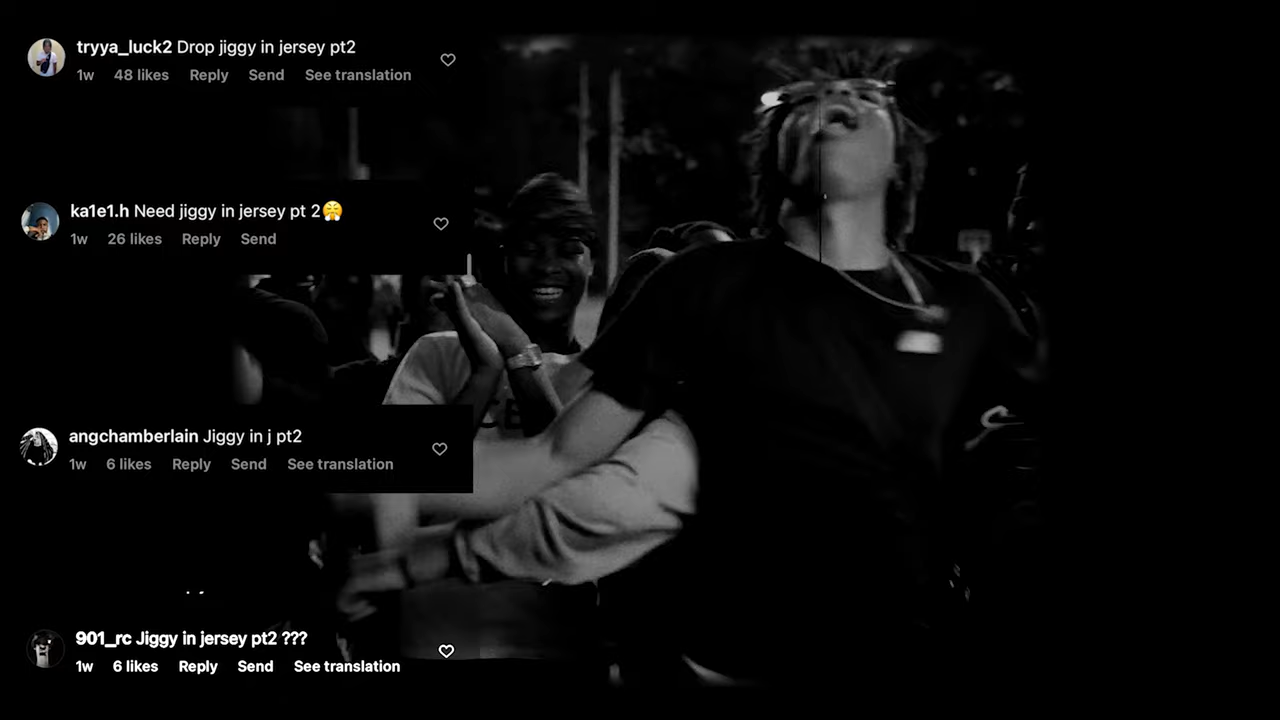 tryya_luck2 Drop jiggy in jersey pt2
1w 48 likes Reply Send See translation
ka1e1.h Need jiggy in jersey pt 2😤
1w 26 likes Reply Send
CE
angchamberlain Jiggy in j pt2
1w 6 likes Reply Send See translation
901_rc Jiggy in jersey pt2 ???
1w 6 likes Reply Send See translation